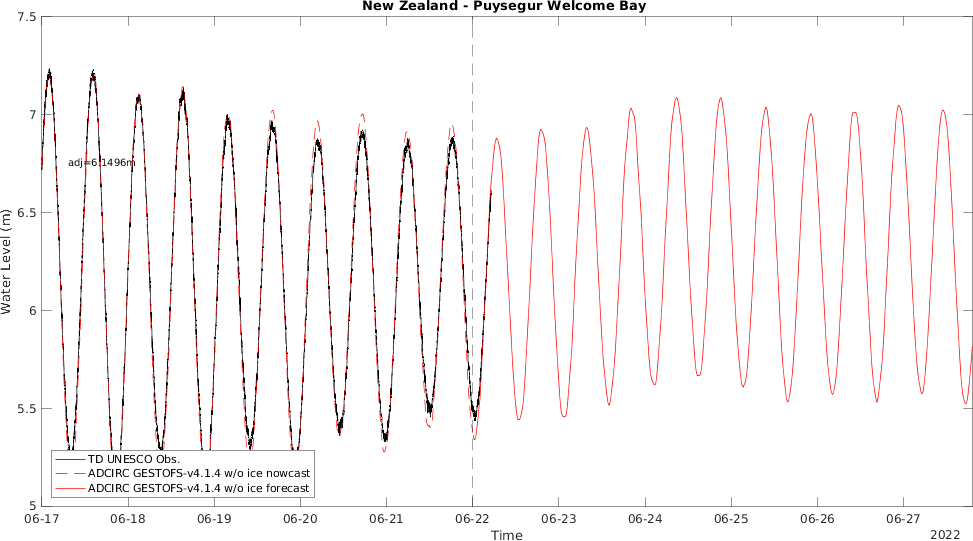 New Zealand - Puysegur Welcome Bay
7.5
7
6.5
6
5.5
5
Water Level (m)
adj=6.1496m
TD UNESCO Obs.
ADCIRC GESTOFS-v4.1.4 w/o ice nowcast
ADCIRC GESTOFS-v4.1.4 w/o ice forecast
06-17 06-18 06-19 06-20 06-21 06-22 06-23 06-24 06-25 06-26 06-27
Time
2022